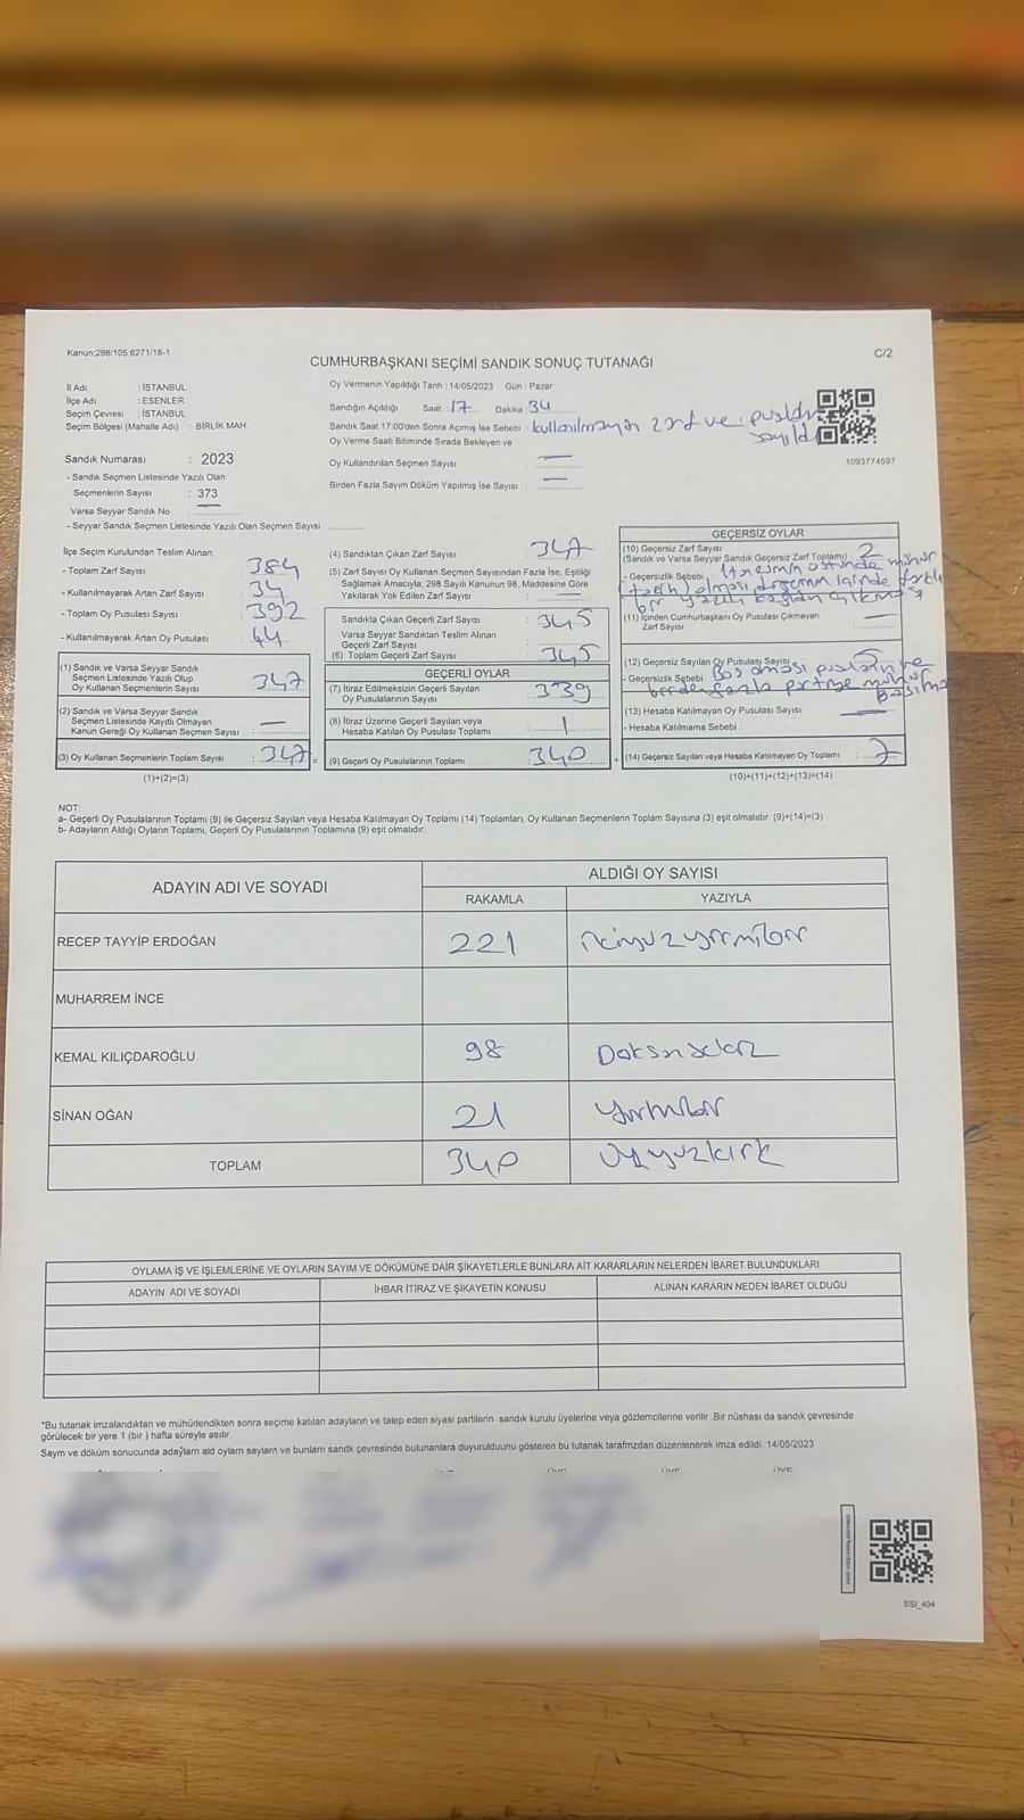 Kanun:298/105 6271/18-1
C/2
CUMHURBAŞKANI SEÇİMİ SANDIK SONUÇ TUTANAĞI
İl Adı : İSTANBUL
İlçe Adı : ESENLER
Seçim Çevresi : İSTANBUL
Seçim Bölgesi (Mahalle Adı) : BİRLİK MAH
Sandık Numarası : 2023
- Sandık Seçmen Listesinde Yazılı Olan
Seçmenlerin Sayısı : 373
Varsa Seyyar Sandık No
- Seyyar Sandık Seçmen Listesinde Yazılı Olan Seçmen Sayısı
Oy Vermenin Yapıldığı Tarih : 14/05/2023 Gün : Pazar
Sandığın Açıldığı Saat : 17 Dakika 34
Sandık Saat 17:00'den Sonra Açılmış İse Sebebi : kullanılmayan zarf ve pusula
sayıldı
Oy Verme Saati Bitiminde Sırada Bekleyen ve
Oy Kullandırılan Seçmen Sayısı
Birden Fazla Sayım Döküm Yapılmış İse Sayısı :
1093774697
İlçe Seçim Kurulundan Teslim Alınan:
- Toplam Zarf Sayısı 384
- Kullanılmayarak Artan Zarf Sayısı 34
- Toplam Oy Pusulası Sayısı 392
- Kullanılmayarak Artan Oy Pusulası 44
(1) Sandık ve Varsa Seyyar Sandık
Seçmen Listesinde Yazılı Olup
Oy Kullanan Seçmenlerin Sayısı 347
(2) Sandık ve Varsa Seyyar Sandık
Seçmen Listesinde Kayıtlı Olmayan
Kanun Gereği Oy Kullanan Seçmen Sayısı :
(3) Oy Kullanan Seçmenlerin Toplam Sayısı : 347
(1)+(2)=(3)
(4) Sandıktan Çıkan Zarf Sayısı 347
(5) Zarf Sayısı Oy Kullanan Seçmen Sayısından Fazla İse, Eşitliği
Sağlamak Amacıyla, 298 Sayılı Kanunun 98. Maddesine Göre
Yakılarak Yok Edilen Zarf Sayısı
Sandıkla Çıkan Geçerli Zarf Sayısı : 345
Varsa Seyyar Sandıktan Teslim Alınan
Geçerli Zarf Sayısı
(6) Toplam Geçerli Zarf Sayısı : 345
GEÇERLİ OYLAR
(7) İtiraz Edilmeksizin Geçerli Sayılan
Oy Pusulalarının Sayısı 339
(8) İtiraz Üzerine Geçerli Sayılan veya
Hesaba Katılan Oy Pusulası Toplamı 1
(9) Geçerli Oy Pusulalarının Toplamı 340
GEÇERSİZ OYLAR
(10) Geçersiz Zarf Sayısı
(Sandık ve Varsa Seyyar Sandık Geçersiz Zarf Toplamı) 2
- Geçersizlik Sebebi üstünde mühür
olması içinde farklı
bir
(11) İçinden Cumhurbaşkanı Oy Pusulası Çıkmayan
Zarf Sayısı
(12) Geçersiz Sayılan Oy Pusulası Sayısı 5
- Geçersizlik Sebebi Boş olması ve
birden fazla mühür
basılma
(13) Hesaba Katılmayan Oy Pusulası Sayısı
- Hesaba Katılmama Sebebi
(14) Geçersiz Sayılan veya Hesaba Katılmayan Oy Toplamı 7
(10)+(11)+(12)+(13)=(14)
NOT:
a- Geçerli Oy Pusulalarının Toplamı (9) ile Geçersiz Sayılan veya Hesaba Katılmayan Oy Toplamı (14) Toplamları, Oy Kullanan Seçmenlerin Toplam Sayısına (3) eşit olmalıdır. (9)+(14)=(3)
b- Adayların Aldığı Oyların Toplamı, Geçerli Oy Pusulalarının Toplamına (9) eşit olmalıdır.
ADAYIN ADI VE SOYADI
ALDIĞI OY SAYISI
RAKAMLA YAZIYLA
RECEP TAYYİP ERDOĞAN 221 ikiyüzyirmibir
MUHARREM İNCE
KEMAL KILIÇDAROĞLU 98 Doksansekiz
SİNAN OĞAN 21 yirmibir
TOPLAM 340 Üçyüzkırk
OYLAMA İŞ VE İŞLEMLERİNE VE OYLARIN SAYIM VE DÖKÜMÜNE DAİR ŞİKAYETLERLE BUNLARA AİT KARARLARIN NELERDEN İBARET BULUNDUKLARI
ADAYIN ADI VE SOYADI İHBAR İTİRAZ VE ŞİKAYETİN KONUSU ALINAN KARARIN NEDEN İBARET OLDUĞU
*Bu tutanak imzalandıktan ve mühürlendikten sonra seçime katılan adayların ve talep eden siyasi partilerin sandık kurulu üyelerine veya gözlemcilerine verilir. Bir nüshası da sandık çevresinde
görülecek bir yere 1 (bir ) hafta süreyle asılır.
Sayım ve döküm sonucunda adayların aldığı oyların sayıları ve bunların sandık çevresinde bulunanlara duyurulduğunu gösteren bu tutanak tarafımızdan düzenlenerek imza edildi. 14/05/2023